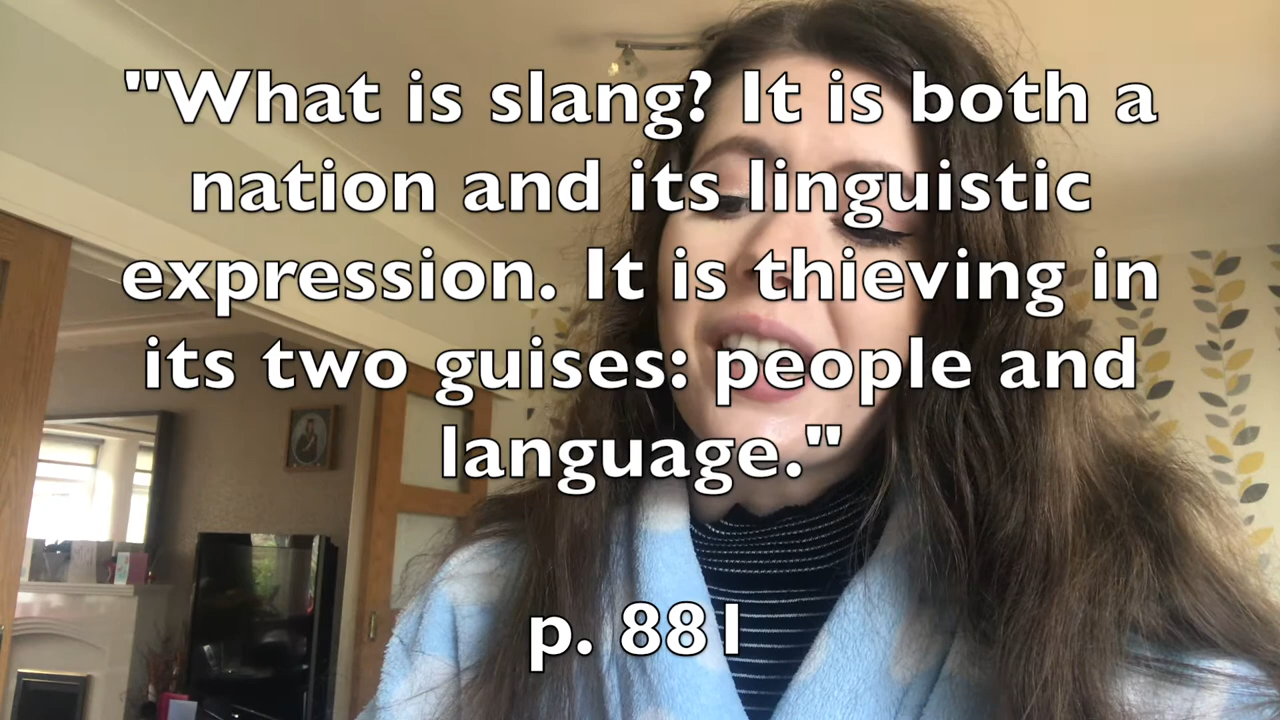 "What is slang? It is both a
nation and its linguistic
expression. It is thieving in
its two guises: people and
language."
p. 881